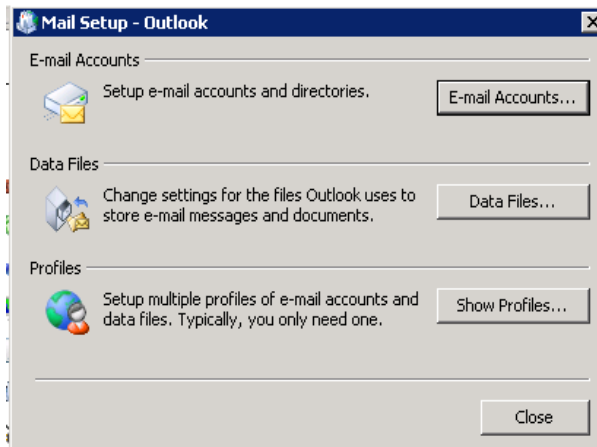 Mail Setup - Outlook
E-mail Accounts
Setup e-mail accounts and directories.
E-mail Accounts...
Data Files
Change settings for the files Outlook uses to
store e-mail messages and documents.
Data Files...
Profiles
Setup multiple profiles of e-mail accounts and
data files. Typically, you only need one.
Show Profiles...
Close